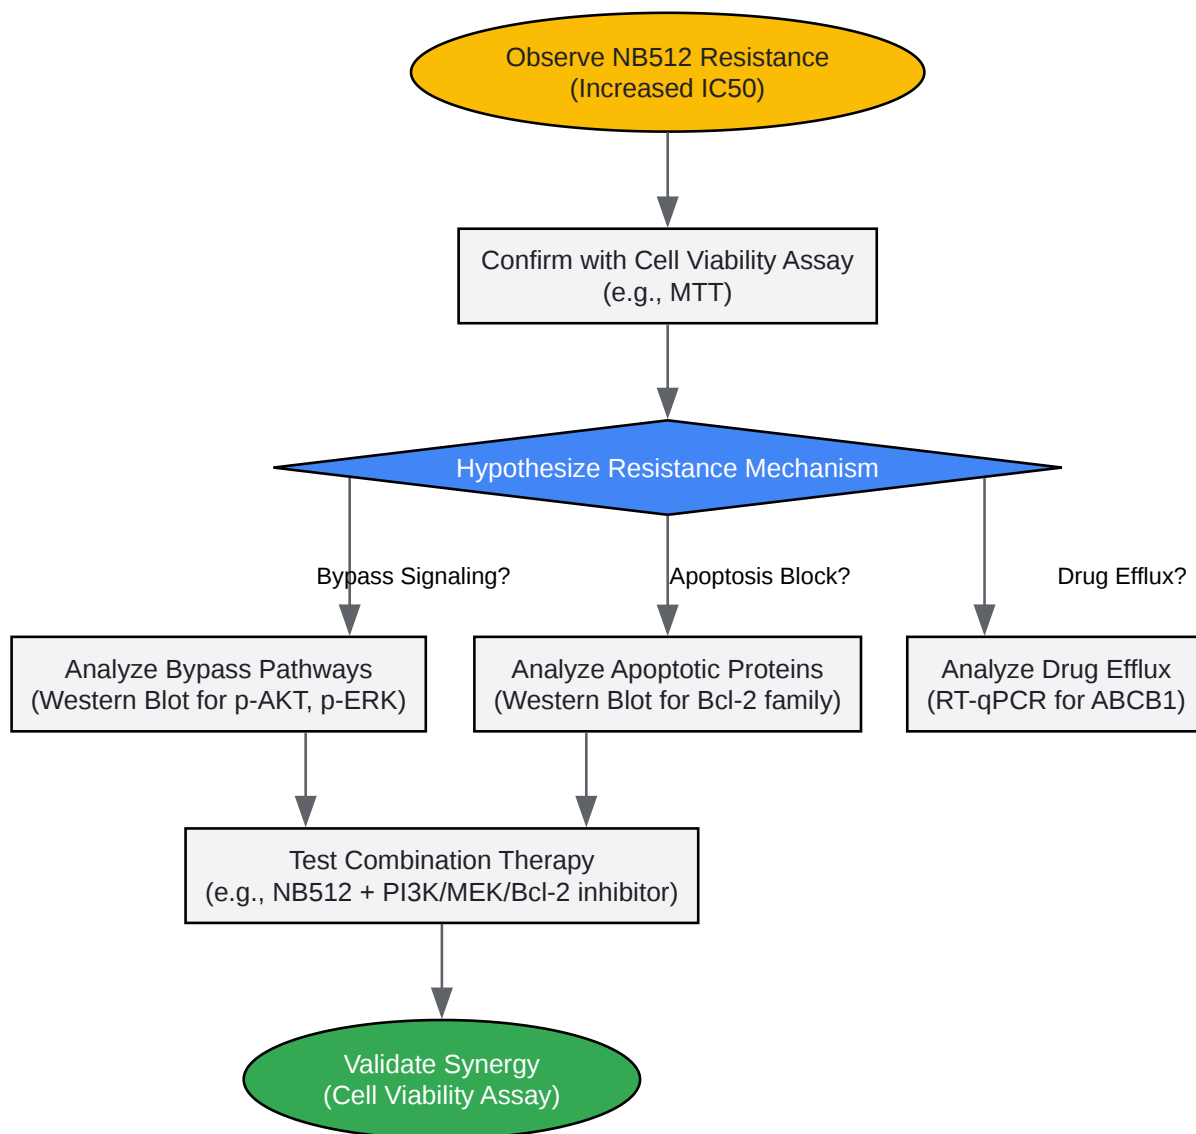 Observe NB512 Resistance
(Increased IC50)
Confirm with Cell Viability Assay
(e.g., MTT)
Hypothesize Resistance Mechanism
Bypass Signaling?
Apoptosis Block?
Drug Efflux?
Analyze Bypass Pathways
(Western Blot for p-AKT, p-ERK)
Analyze Apoptotic Proteins
(Western Blot for Bcl-2 family)
Analyze Drug Efflux
(RT-qPCR for ABCB1)
Test Combination Therapy
(e.g., NB512 + PI3K/MEK/Bcl-2 inhibitor)
Validate Synergy
(Cell Viability Assay)